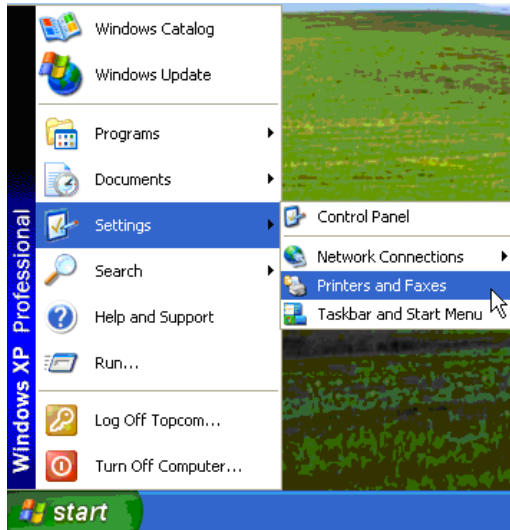 Windows Catalog
Windows Update
Programs
Documents
Settings
Search
Help and Support
Run...
Log Off Topcom...
Turn Off Computer...
Control Panel
Network Connections
Printers and Faxes
Taskbar and Start Menu
Windows XP Professional
start